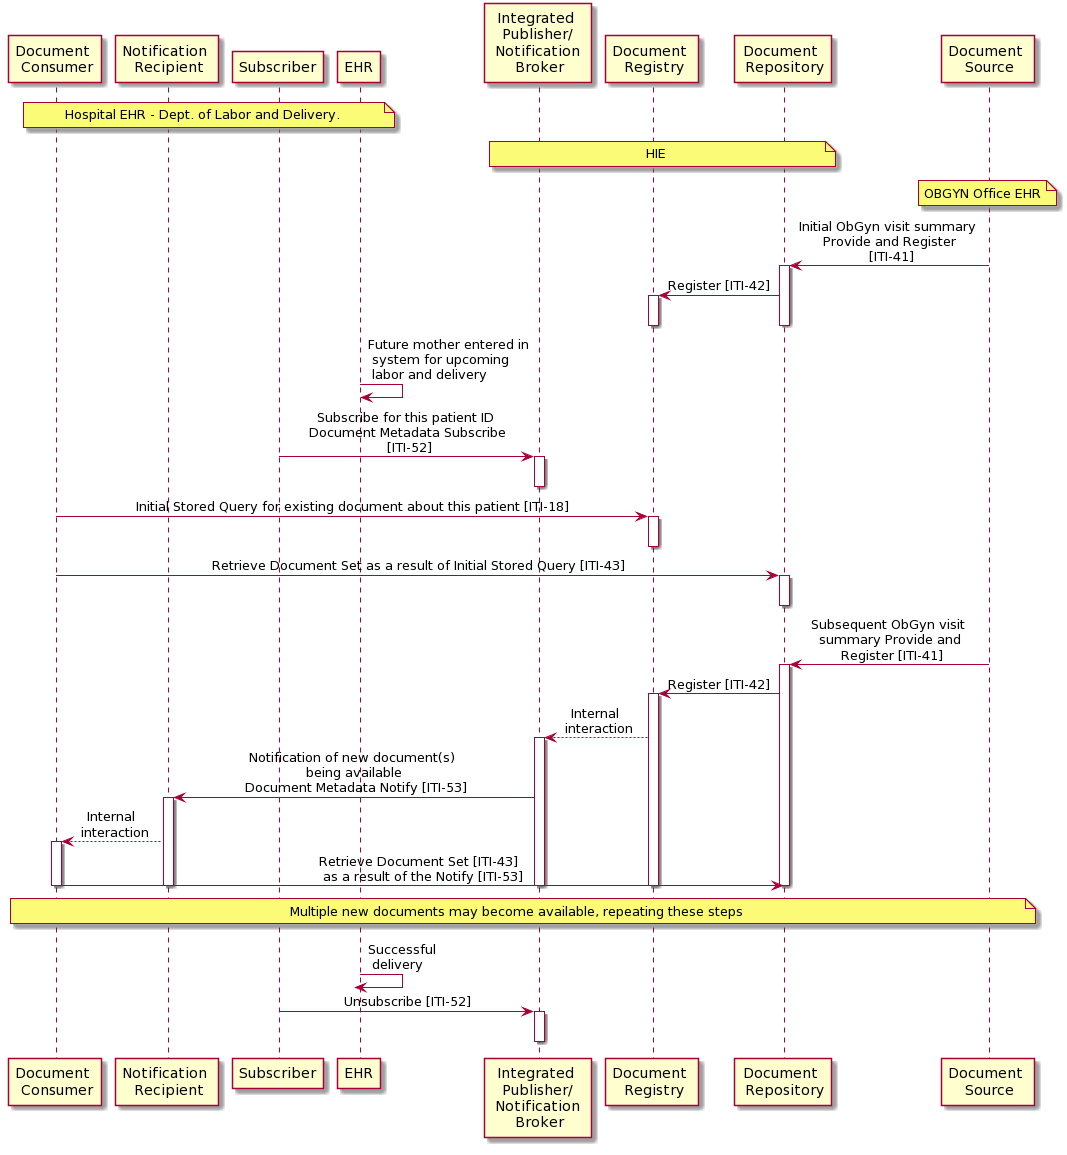 Document
Consumer
Notification
Recipient
Subscriber
EHR
Integrated
Publisher/
Notification
Broker
Document
Registry
Document
Repository
Document
Source
Hospital EHR - Dept. of Labor and Delivery.
HIE
OBGYN Office EHR
Initial ObGyn visit summary
Provide and Register
[ITI-41]
Register [ITI-42]
Future mother entered in
system for upcoming
labor and delivery
Subscribe for this patient ID
Document Metadata Subscribe
[ITI-52]
Initial Stored Query for existing document about this patient [ITI-18]
Retrieve Document Set as a result of Initial Stored Query [ITI-43]
Subsequent ObGyn visit
summary Provide and
Register [ITI-41]
Register [ITI-42]
Internal
interaction
Notification of new document(s)
being available
Document Metadata Notify [ITI-53]
Internal
interaction
Retrieve Document Set [ITI-43]
as a result of the Notify [ITI-53]
Multiple new documents may become available, repeating these steps
Successful
delivery
Unsubscribe [ITI-52]
Document
Consumer
Notification
Recipient
Subscriber
EHR
Integrated
Publisher/
Notification
Broker
Document
Registry
Document
Repository
Document
Source